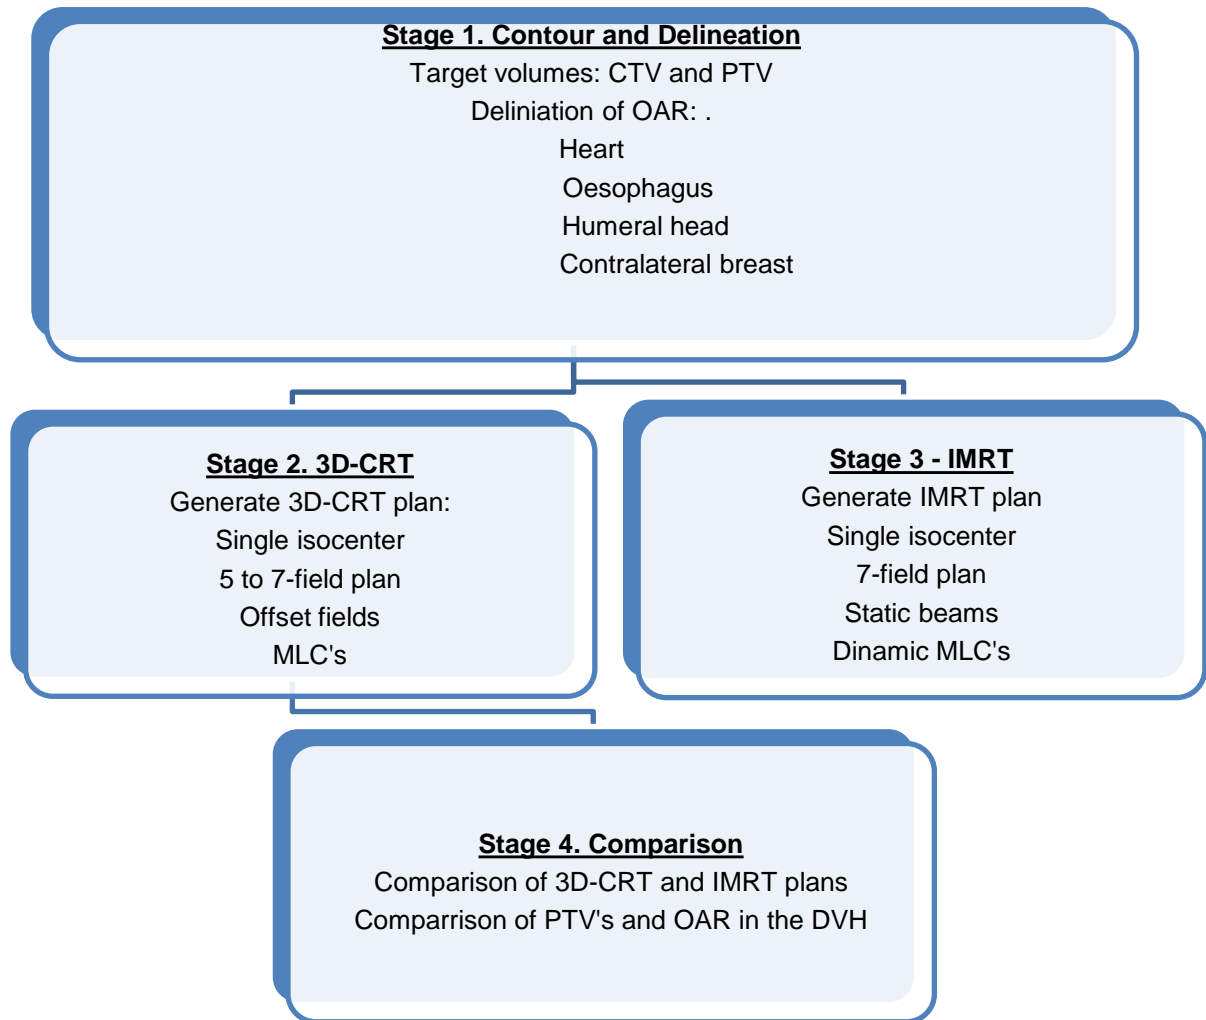 Stage 1. Contour and Delineation
Target volumes: CTV and PTV
Deliniation of OAR: .
Heart
Oesophagus
Humeral head
Contralateral breast
Stage 2. 3D-CRT
Generate 3D-CRT plan:
Single isocenter
5 to 7-field plan
Offset fields
MLC's
Stage 3 - IMRT
Generate IMRT plan
Single isocenter
7-field plan
Static beams
Dinamic MLC's
Stage 4. Comparison
Comparison of 3D-CRT and IMRT plans
Comparrison of PTV's and OAR in the DVH